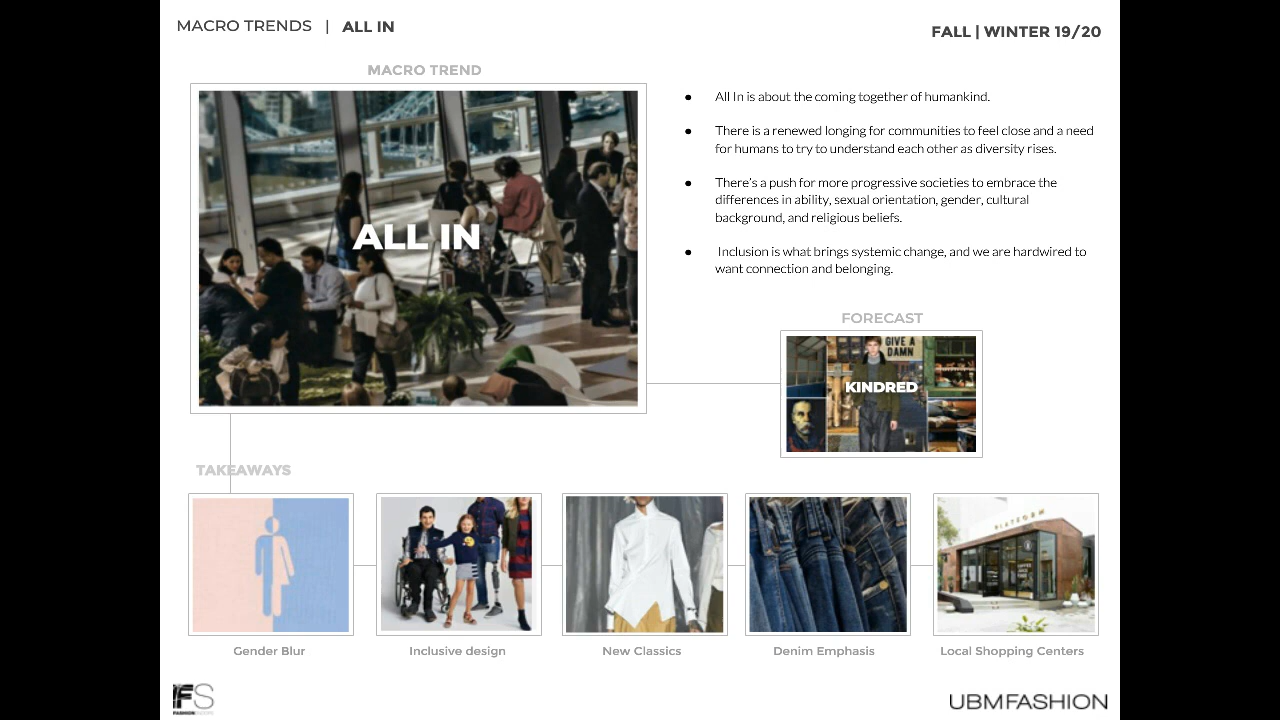 MACRO TRENDS | ALL IN
FALL | WINTER 19/20
MACRO TREND
ALL IN
● All In is about the coming together of humankind.
● There is a renewed longing for communities to feel close and a need
for humans to try to understand each other as diversity rises.
● There's a push for more progressive societies to embrace the
differences in ability, sexual orientation, gender, cultural
background, and religious beliefs.
● Inclusion is what brings systemic change, and we are hardwired to
want connection and belonging.
FORECAST
GIVE A
DAMN
KINDRED
TAKEAWAYS
PLATFORM
Gender Blur
Inclusive design
New Classics
Denim Emphasis
Local Shopping Centers
FS
FASHION
UBMFASHION